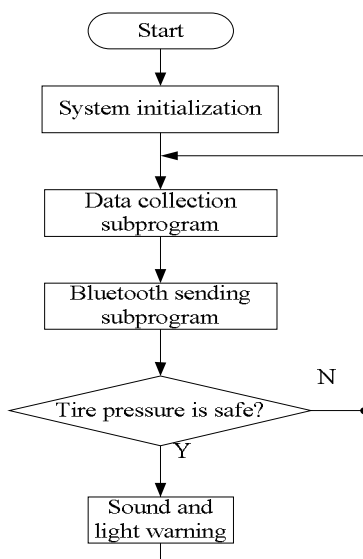 Start
System initialization
Data collection
subprogram
Bluetooth sending
subprogram
N
Tire pressure is safe?
Y
Sound and
light warning